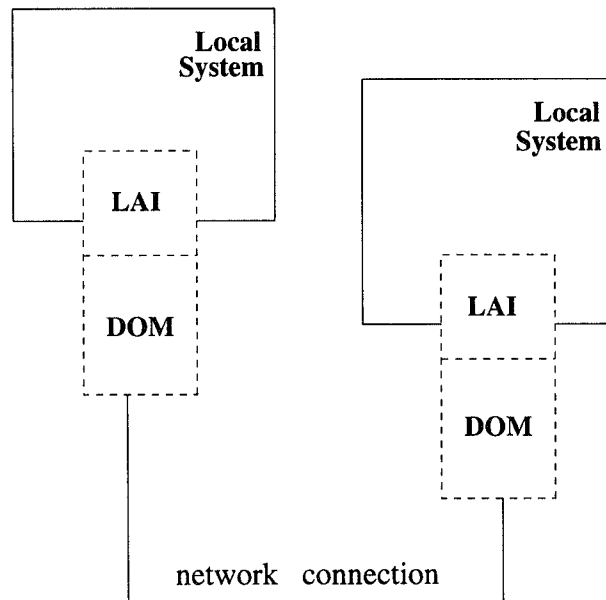 Local
System
LAI
DOM
Local
System
LAI
DOM
network connection